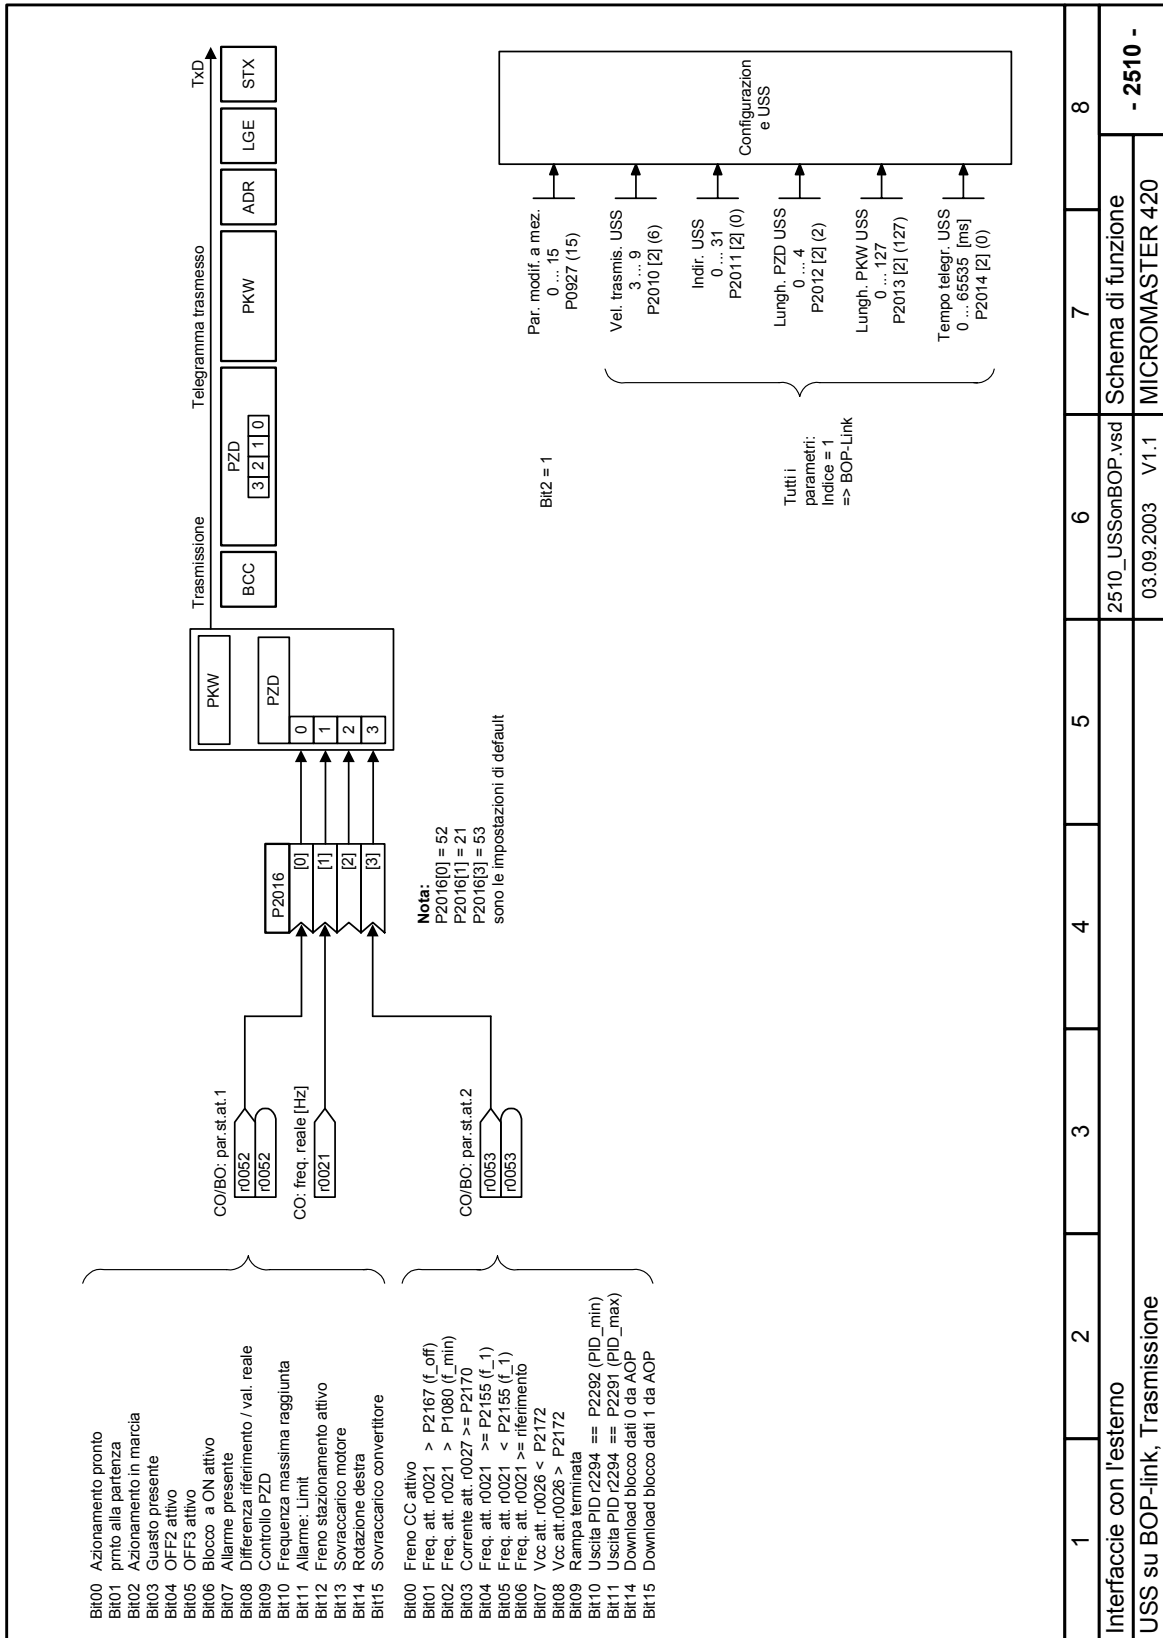 Bit00 Azionamento pronto
Bit01 prnto alla partenza
Bit02 Azionamento in marcia
Bit03 Guasto presente
Bit04 OFF2 attivo
Bit05 OFF3 attivo
Bit06 Blocco a ON attivo
Bit07 Allarme presente
Bit08 Differenza riferimento / val. reale
Bit09 Controllo PZD
Bit10 Frequenza massima raggiunta
Bit11 Allarme: Limit
Bit12 Freno stazionamento attivo
Bit13 Sovraccarico motore
Bit14 Rotazione destra
Bit15 Sovraccarico convertitore
Bit00 Freno CC attivo
Bit01 Freq. att. r0021 > P2167 (f_off)
Bit02 Freq. att. r0021 > P1080 (f_min)
Bit03 Corrente att. r0027 >= P2170
Bit04 Freq. att. r0021 >= P2155 (f_1)
Bit05 Freq. att. r0021 < P2155 (f_1)
Bit06 Freq. att. r0021 >= riferimento
Bit07 Vcc att. r0026 < P2172
Bit08 Vcc att.r0026 > P2172
Bit09 Rampa terminata
Bit10 Uscita PID r2294 == P2292 (PID_min)
Bit11 Uscita PID r2294 == P2291 (PID_max)
Bit14 Download blocco dati 0 da AOP
Bit15 Download blocco dati 1 da AOP
CO/BO: par.st.at.1
r0052
r0052
CO: freq. reale [Hz]
r0021
CO/BO: par.st.at.2
r0053
r0053
P2016
[0]
[1]
[2]
[3]
Nota:
P2016[0] = 52
P2016[1] = 21
P2016[3] = 53
sono le impostazioni di default
PKW
PZD
0
1
2
3
Trasmissione
Telegramma trasmesso
TxD
BCC
PZD
3 2 1 0
PKW
ADR
LGE
STX
Bit2 = 1
Tutti i
parametri:
Indice = 1
=> BOP-Link
Par. modif. a mez.
0 ... 15
P0927 (15)
Vel. trasmis. USS
3 ... 9
P2010 [2] (6)
Indir. USS
0 ... 31
P2011 [2] (0)
Lungh. PZD USS
0 ... 4
P2012 [2] (2)
Lungh. PKW USS
0 ... 127
P2013 [2] (127)
Tempo telegr. USS
0 ... 65535 [ms]
P2014 [2] (0)
Configurazion
e USS
1 2 3 4 5 6 7 8
Interfaccie con l'esterno
USS su BOP-link, Trasmissione
2510_USSonBOP.vsd
03.09.2003 V1.1
Schema di funzione
MICROMASTER 420
- 2510 -